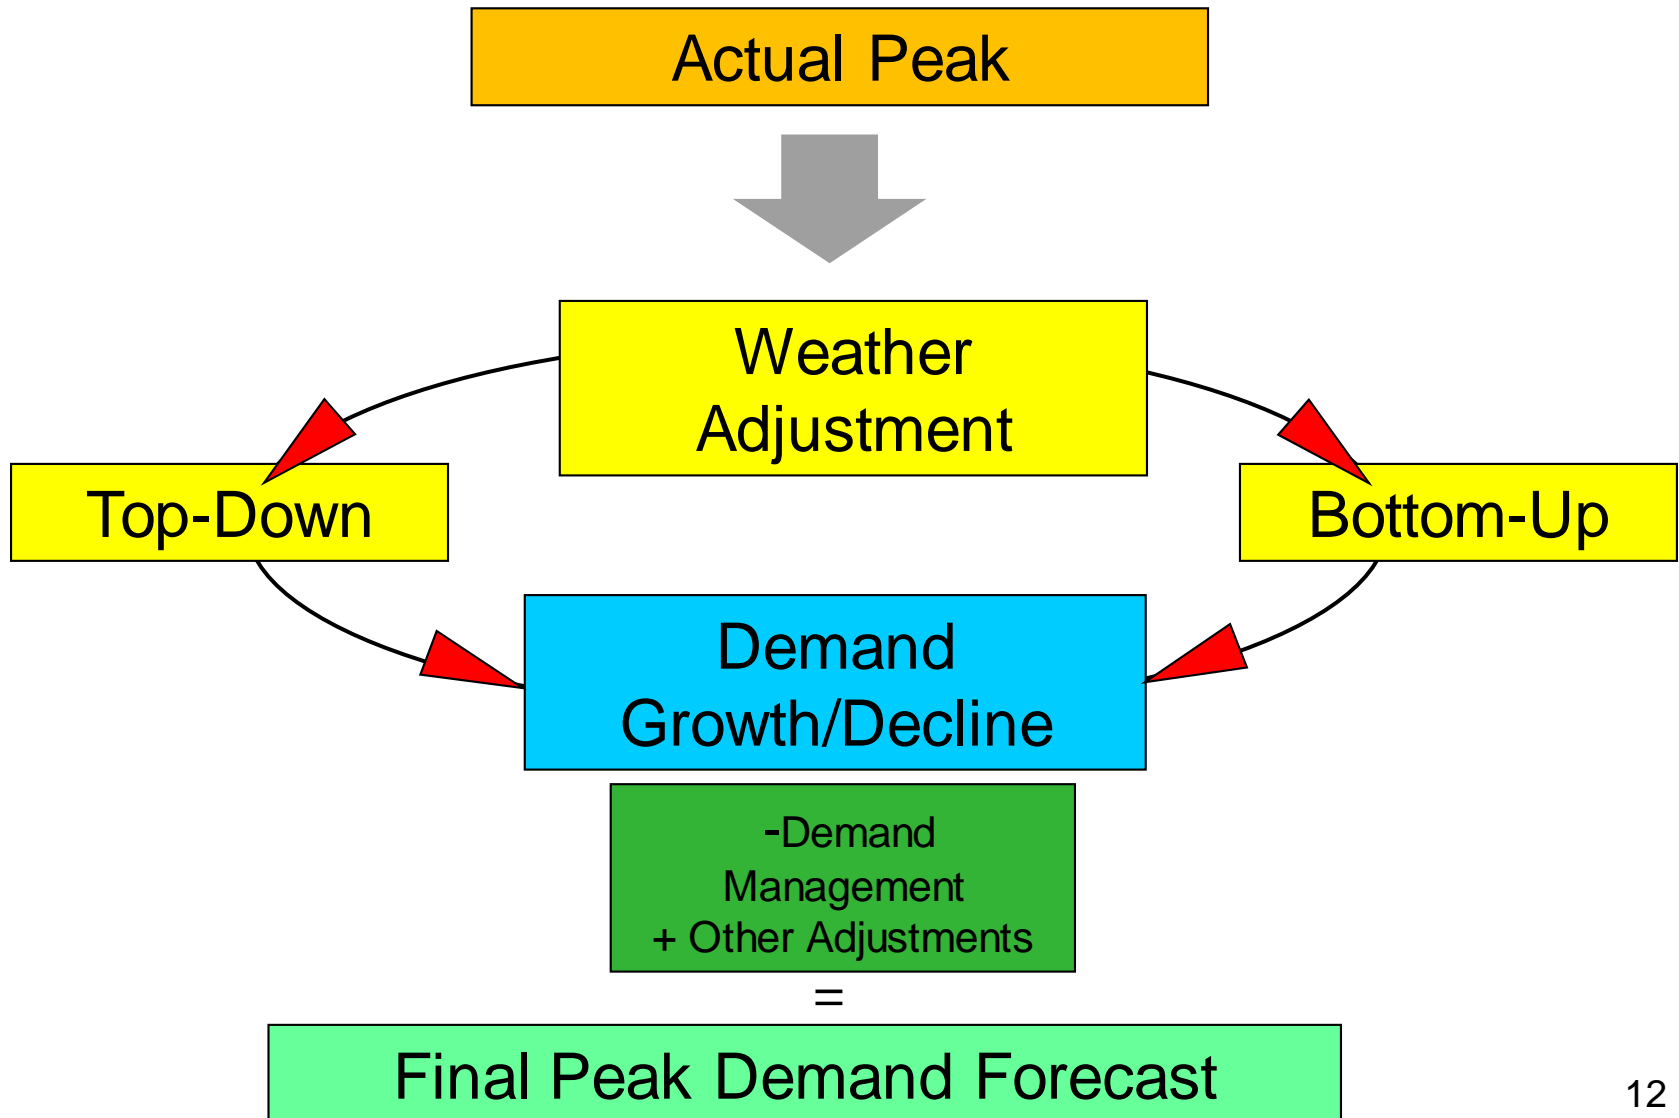 Actual Peak
Weather
Adjustment
Top-Down
Bottom-Up
Demand
Growth/Decline
-Demand
Management
+ Other Adjustments
=
Final Peak Demand Forecast
12